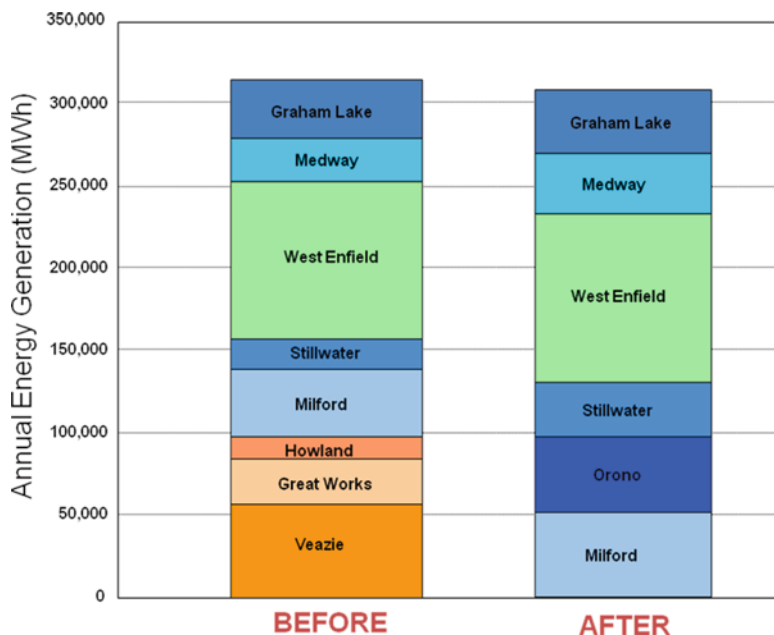 Annual Energy Generation (MWh)
350,000
300,000
250,000
200,000
150,000
100,000
50,000
0
Graham Lake
Medway
West Enfield
Stillwater
Milford
Howland
Great Works
Veazie
BEFORE
Graham Lake
Medway
West Enfield
Stillwater
Orono
Milford
AFTER